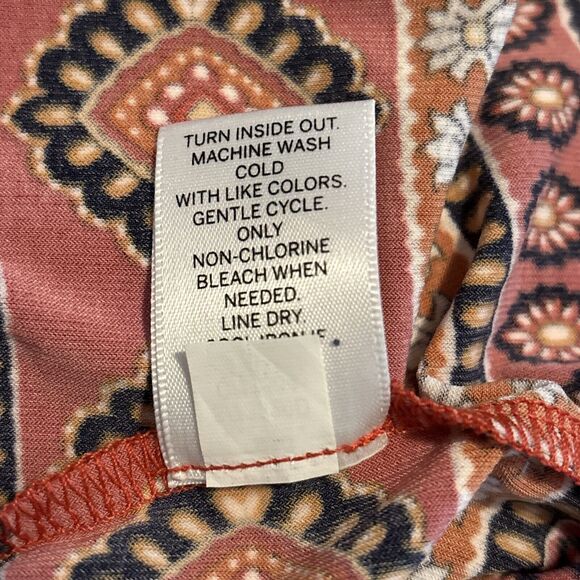 TURN INSIDE OUT.
MACHINE WASH
COLD
WITH LIKE COLORS.
GENTLE CYCLE.
ONLY
NON-CHLORINE
BLEACH WHEN
NEEDED.
LINE DRY.